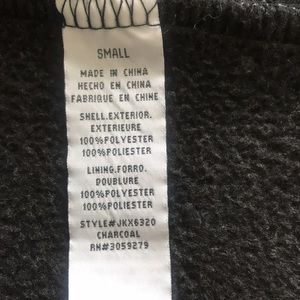 SMALL
MADE IN CHINA
HECHO EN CHINA
FABRIQUE EN CHINE
SHELL.EXTERIOR.
EXTERIEURE
100%POLYESTER
100%POLIESTER
LINING.FORRO.
DOUBLURE
100%POLYESTER
100%POLIESTER
STYLE#JKX6320
CHARCOAL
RN#3059279